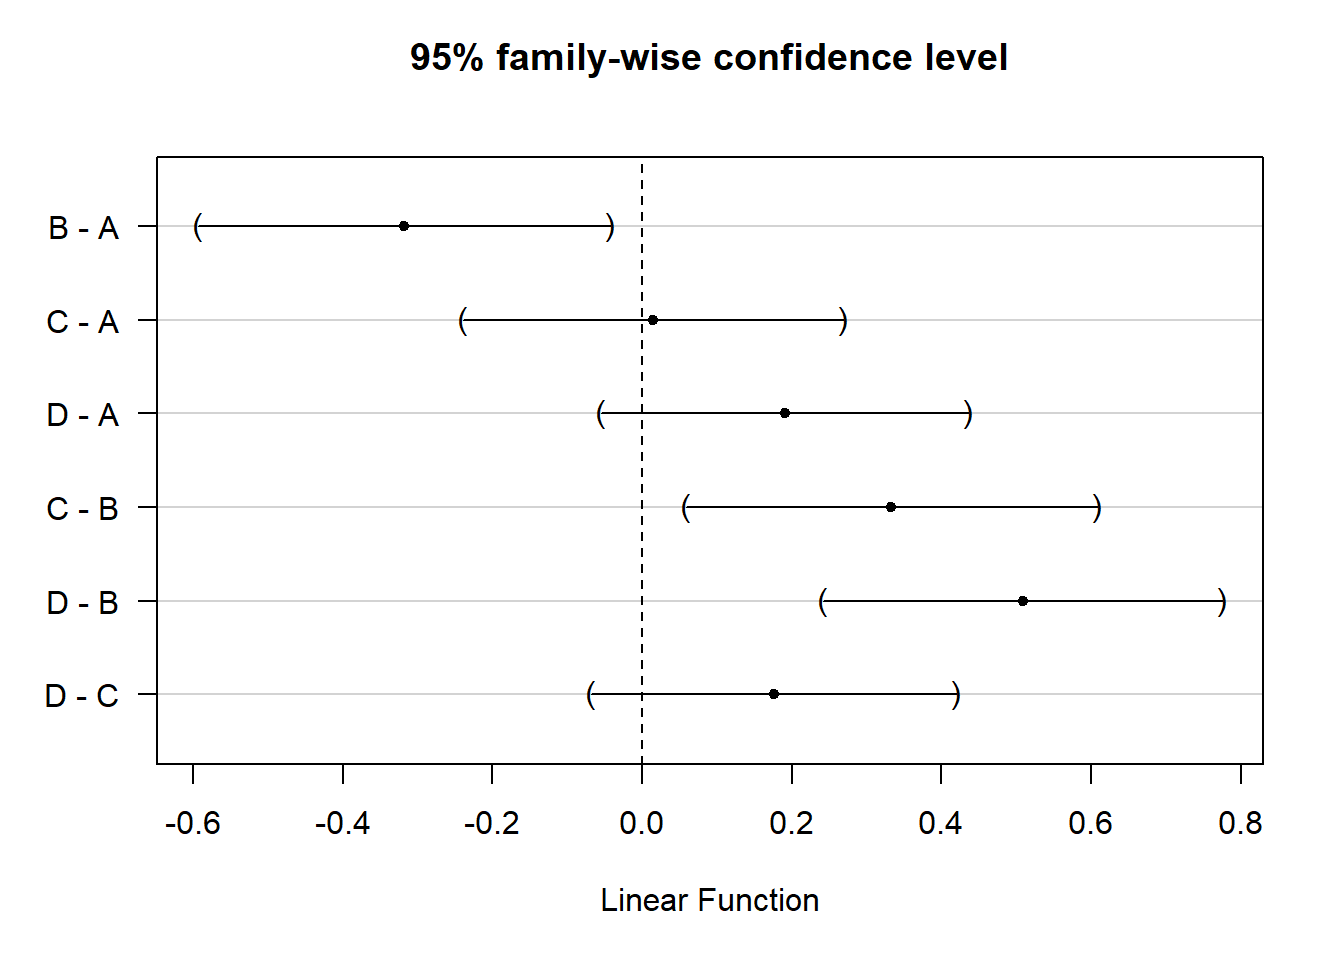 95% family-wise confidence level
B - A
C - A
D - A
C - B
D - B
D - C
-0.6 -0.4 -0.2 0.0 0.2 0.4 0.6 0.8
Linear Function